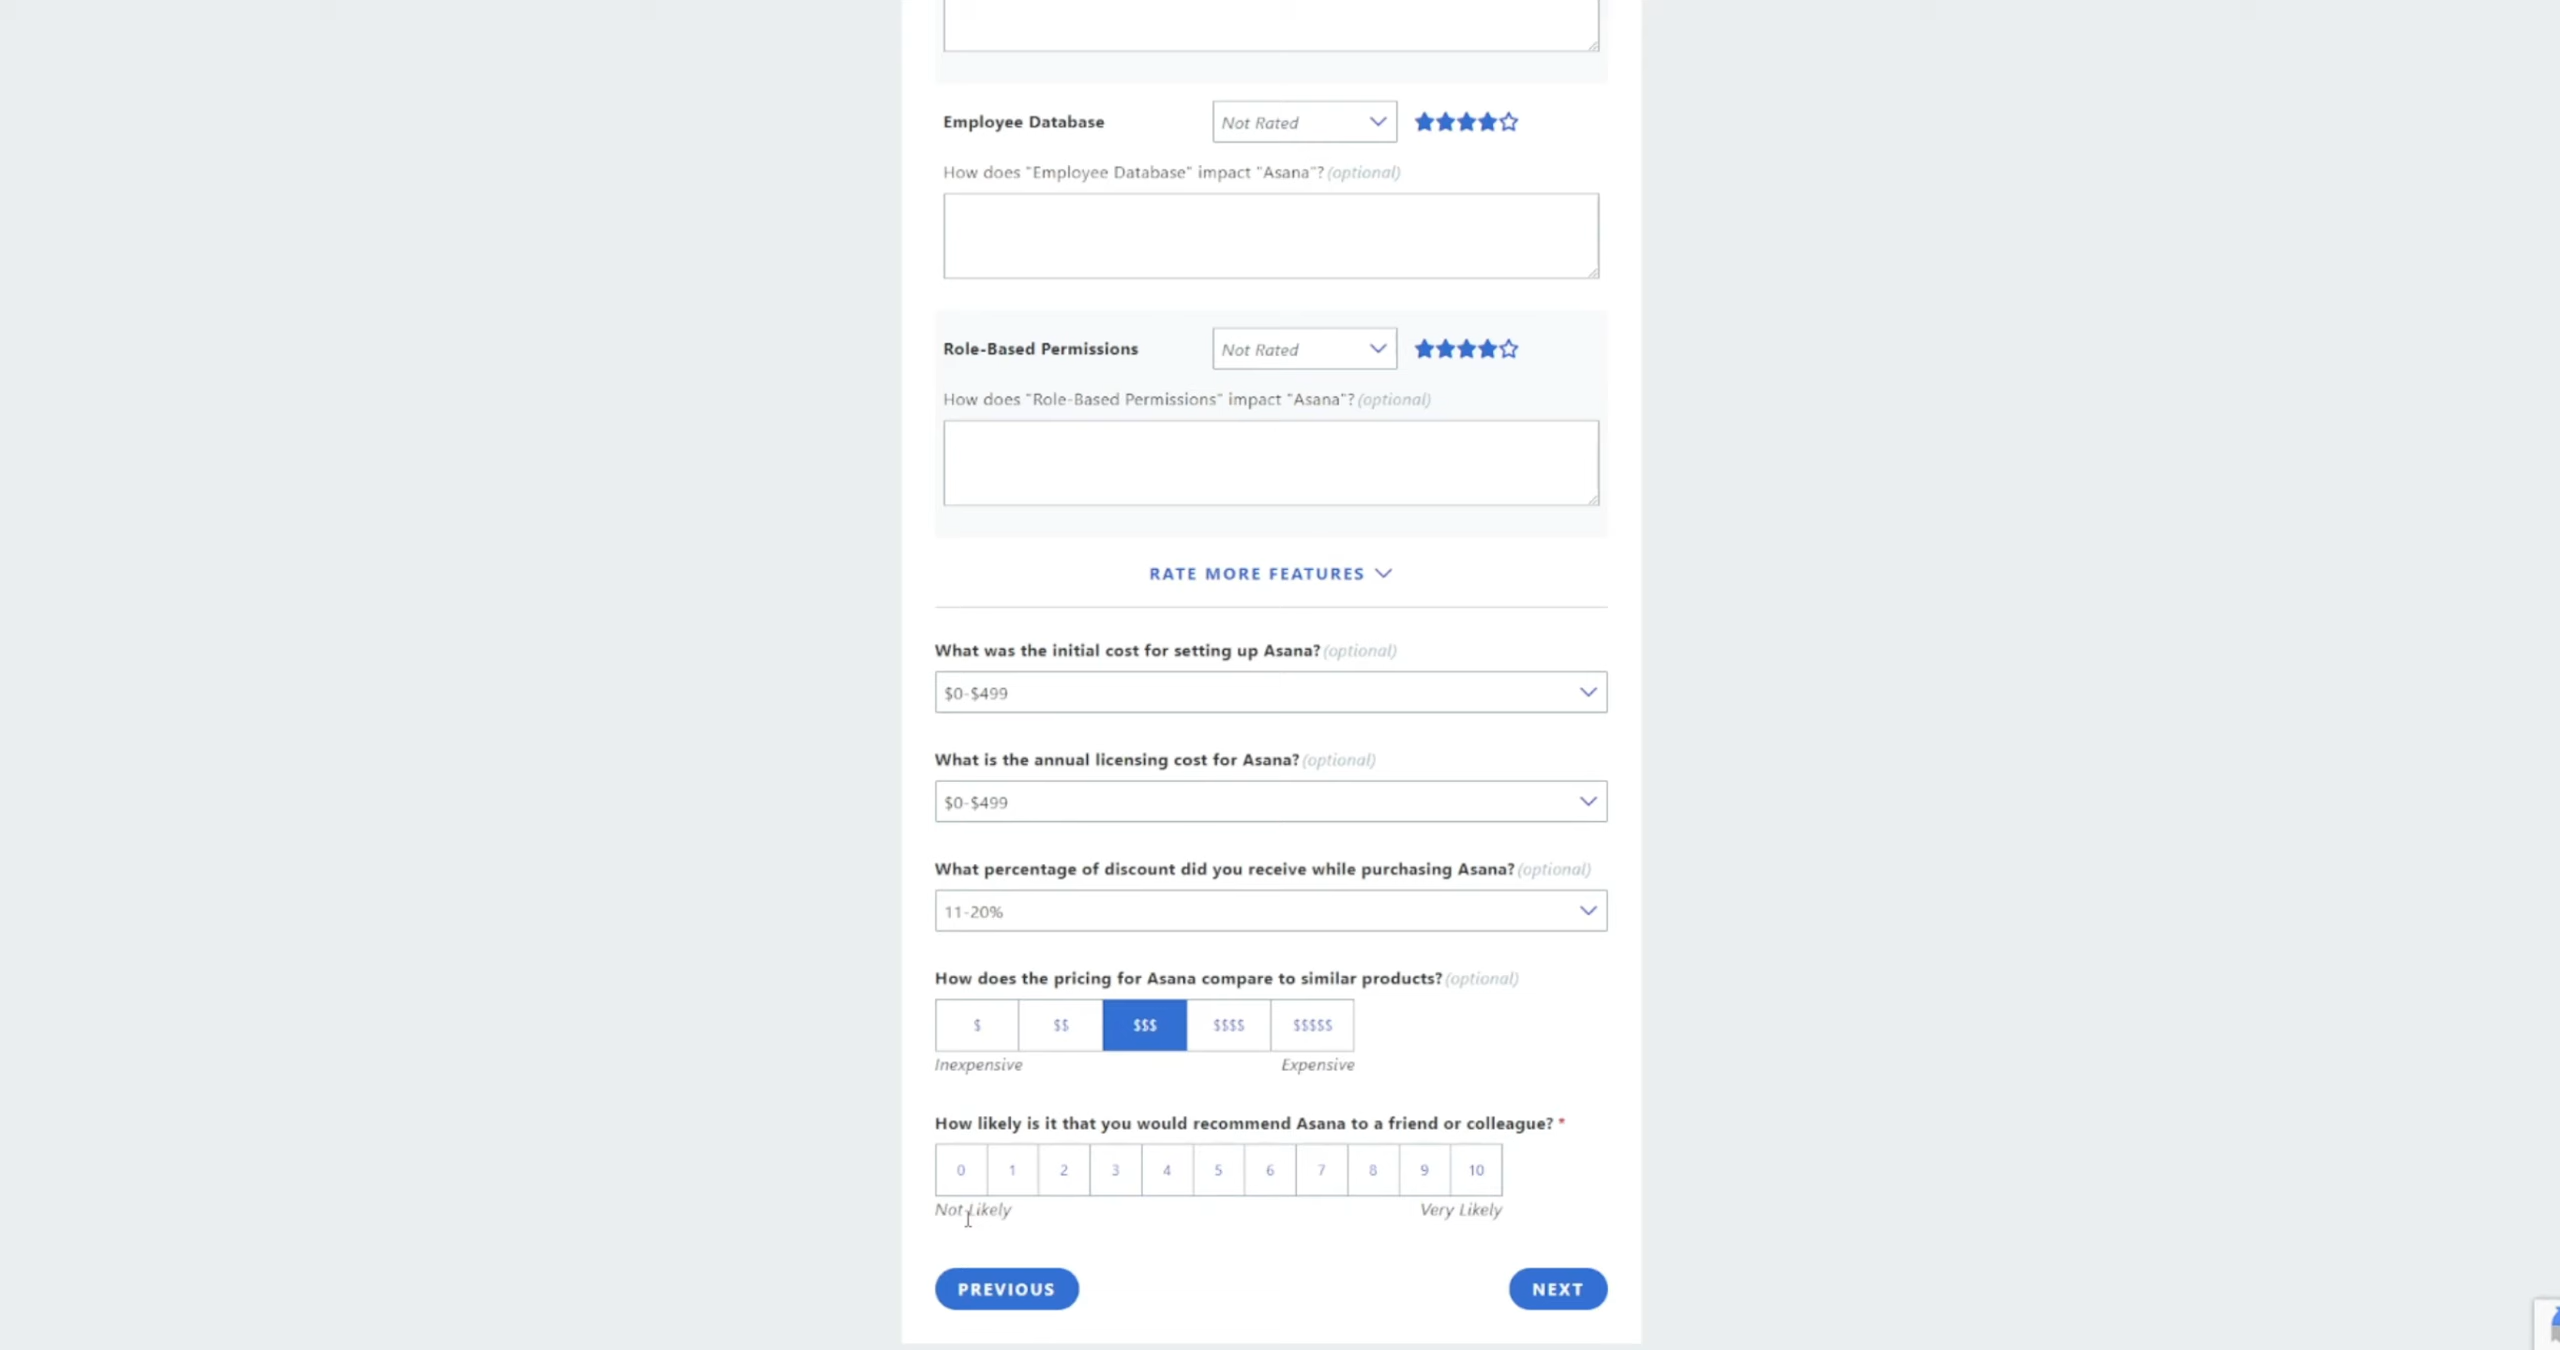 Employee Database
Not Rated
How does "Employee Database" impact "Asana"? (optional)
Role-Based Permissions
Not Rated
How does "Role-Based Permissions" impact "Asana"? (optional)
RATE MORE FEATURES
What was the initial cost for setting up Asana? (optional)
$0-$499
What is the annual licensing cost for Asana? (optional)
$0-$499
What percentage of discount did you receive while purchasing Asana? (optional)
11-20%
How does the pricing for Asana compare to similar products? (optional)
$ $$ $$$ $$$$ $$$$$
Inexpensive Expensive
How likely is it that you would recommend Asana to a friend or colleague? *
0 1 2 3 4 5 6 7 8 9 10
Not Likely Very Likely
PREVIOUS NEXT